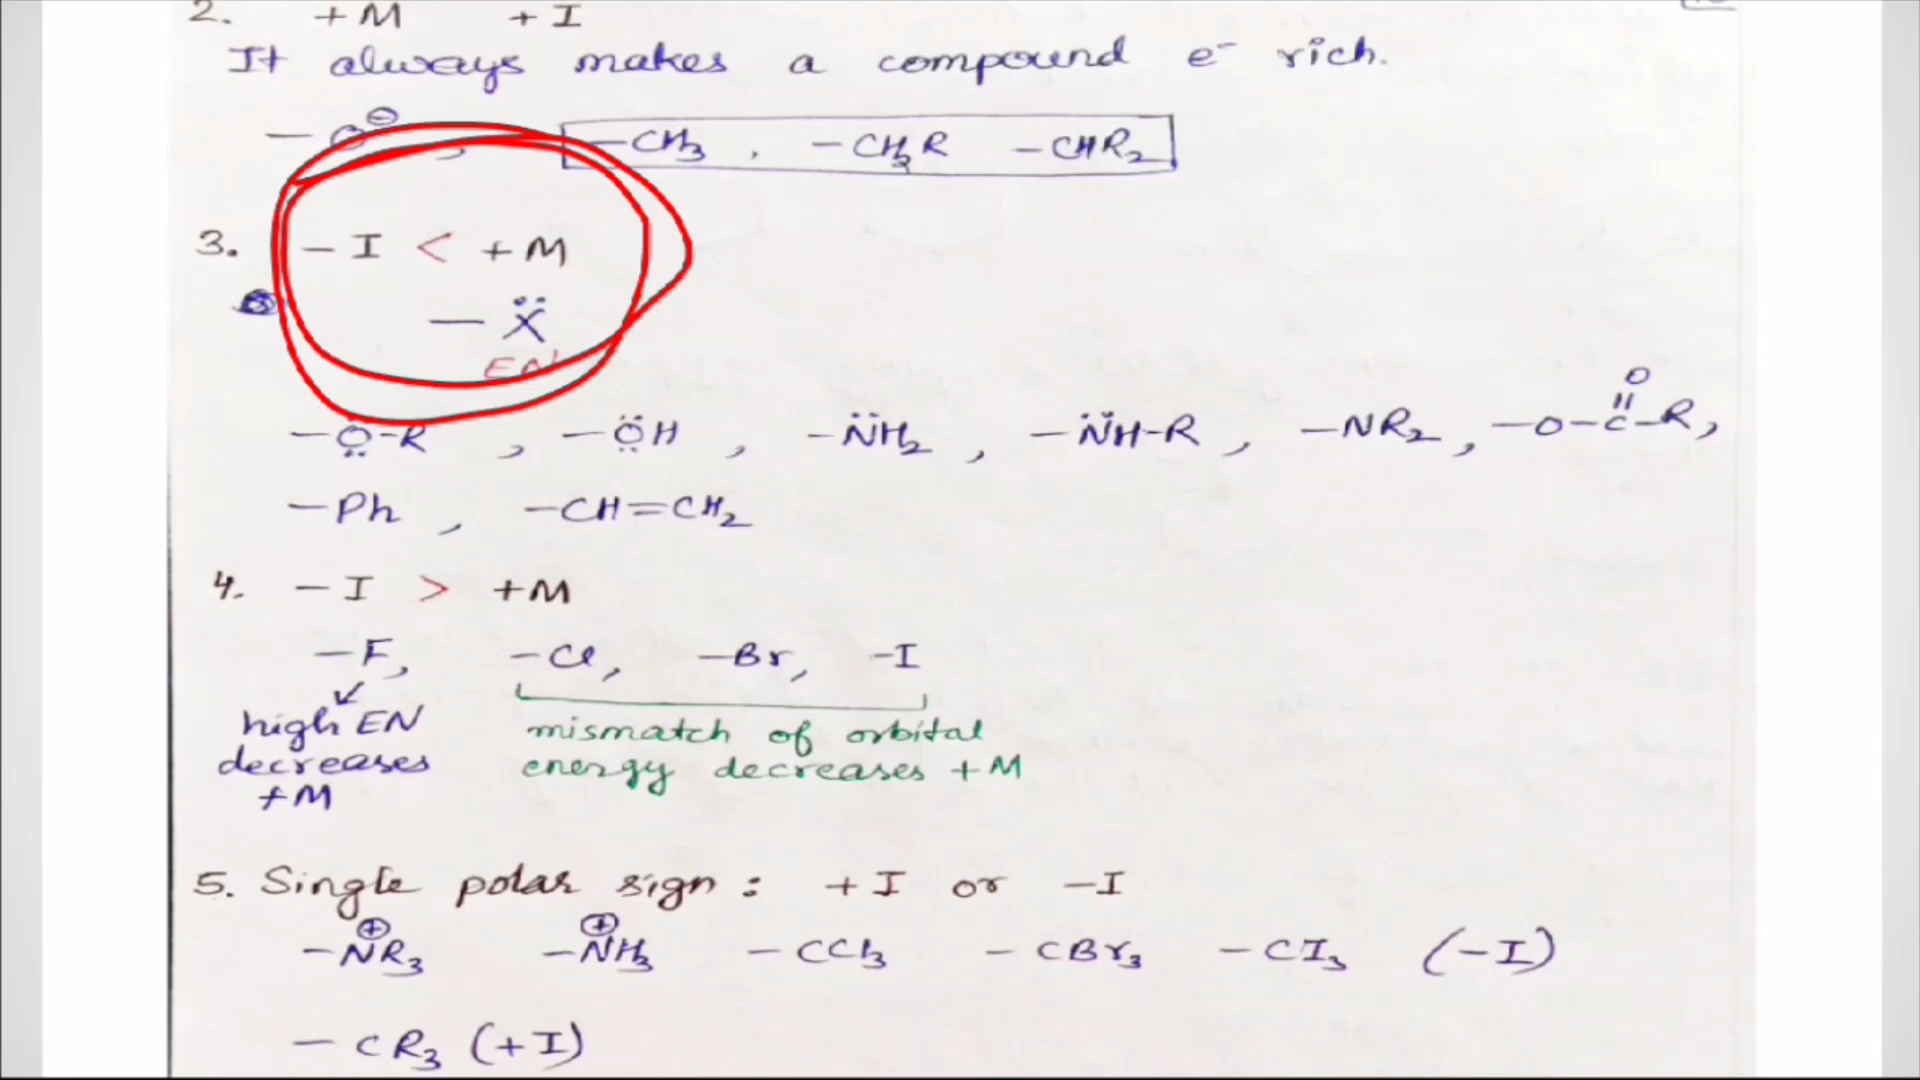 2. +M +I
It always makes a compound e⁻ rich.
—O⊖, —CH₃, —CH₂R —CHR₂
3. —I < +M
—Ẍ
EN
—Ö—R, —ÖH, —N̈H₂, —N̈H—R, —NR₂, —O—C(=O)—R,
—Ph, —CH=CH₂
4. —I > +M
—F, —Cl, —Br, —I
high EN decreases +M
mismatch of orbital energy decreases +M
5. Single polar sign : +I or —I
—N⊕R₃ —N⊕H₃ —CCl₃ —CBr₃ —CI₃ (—I)
—CR₃ (+I)